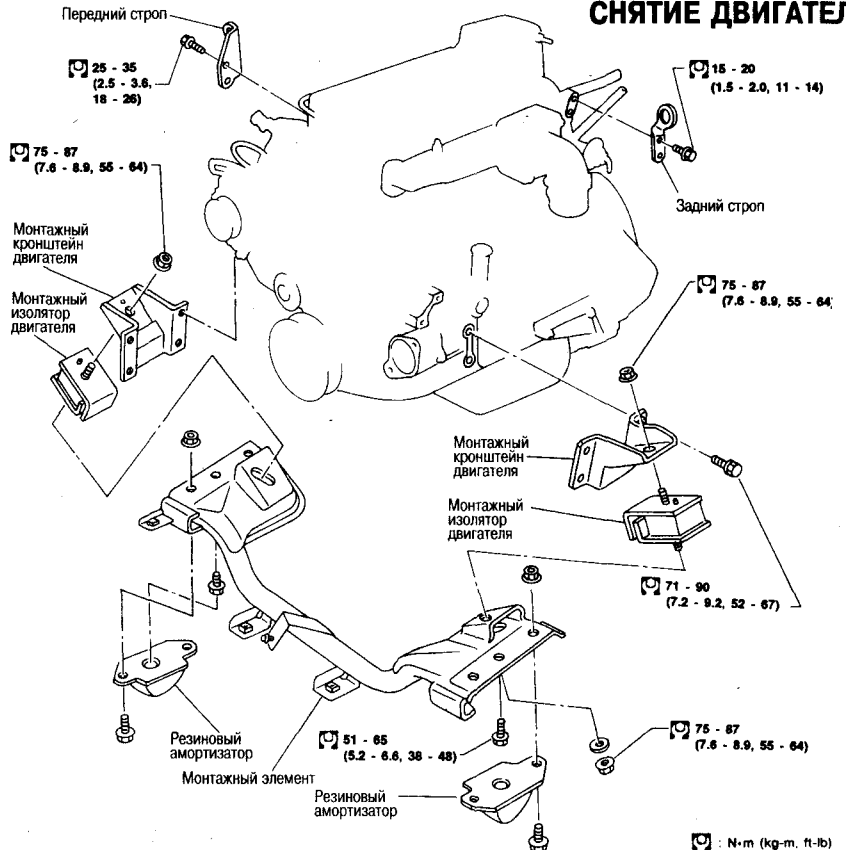 СНЯТИЕ ДВИГАТЕЛ
Передний строп
25 - 35
(2.5 - 3.6,
18 - 26)
15 - 20
(1.5 - 2.0, 11 - 14)
75 - 87
(7.6 - 8.9, 55 - 64)
Задний строп
Монтажный
кронштейн
двигателя
Монтажный
изолятор
двигателя
75 - 87
(7.6 - 8.9, 55 - 64)
Монтажный
кронштейн
двигателя
Монтажный
изолятор
двигателя
71 - 90
(7.2 - 9.2, 52 - 67)
Резиновый
амортизатор
51 - 65
(5.2 - 6.6, 38 - 48)
75 - 87
(7.6 - 8.9, 55 - 64)
Монтажный элемент
Резиновый
амортизатор
: N•m (kg-m, ft-lb)